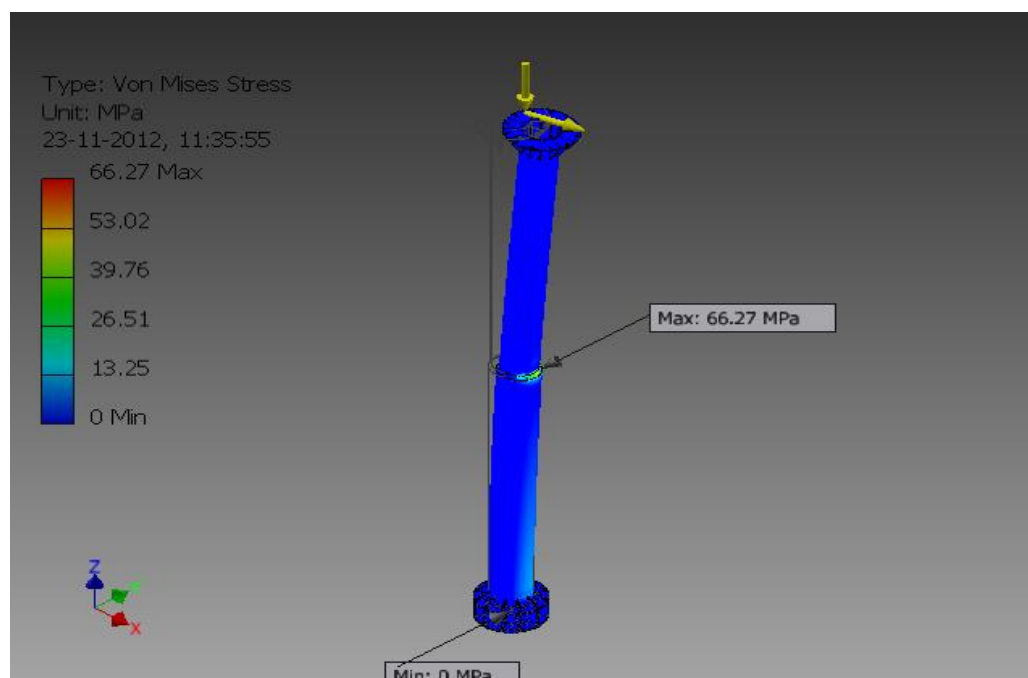 Type: Von Mises Stress
Unit: MPa
23-11-2012, 11:35:55
66.27 Max
53.02
39.76
26.51
13.25
0 Min
Max: 66.27 MPa
Min: 0 MPa
Z
X